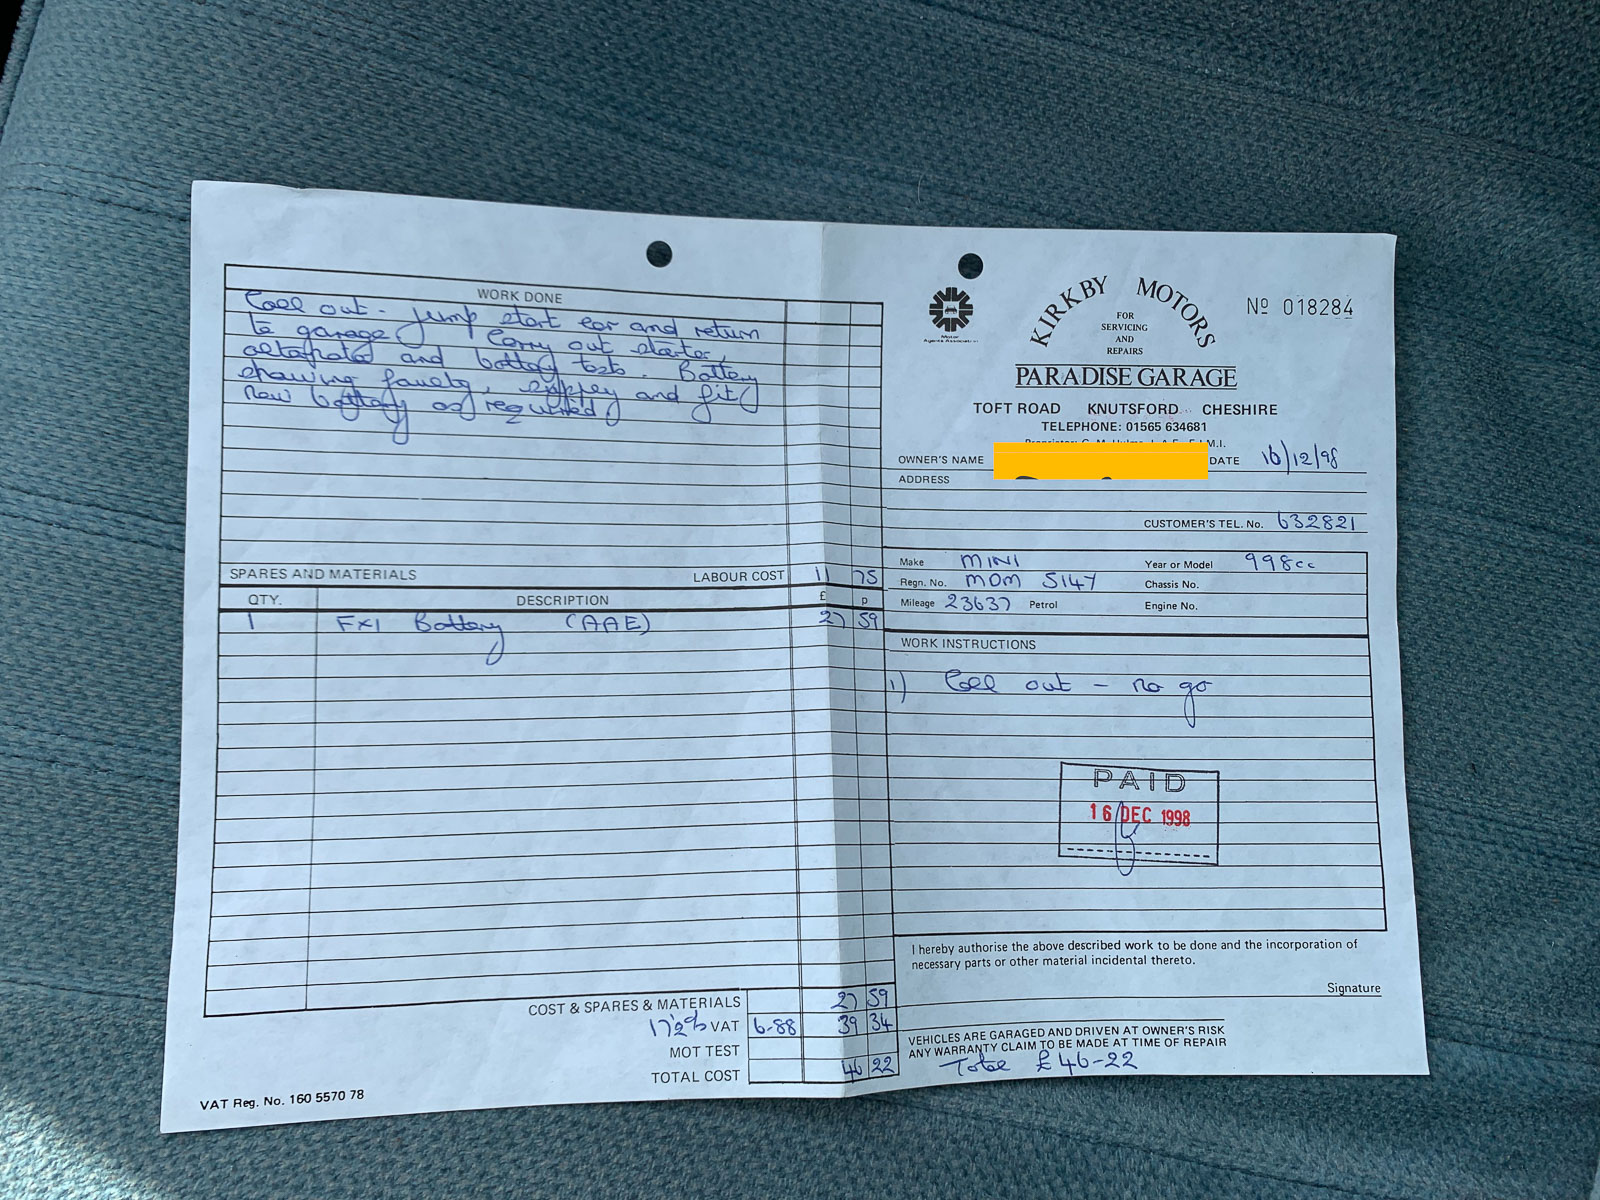 WORK DONE
Call out - Jump start car and return
to garage. Carry out starter,
alternator and battery tests. Battery
showing faulty, supply and fit
new battery as required
SPARES AND MATERIALS LABOUR COST 11 75
QTY. DESCRIPTION £ p
1 FX1 Battery (AAE) 27 59
COST & SPARES & MATERIALS 27 59
17½% VAT 6-88 39 34
MOT TEST
TOTAL COST 46 22
VAT Reg. No. 160 5570 78
KIRKBY MOTORS
FOR
SERVICING
AND
REPAIRS
Nº 018284
Motor
Agents Association
PARADISE GARAGE
TOFT ROAD KNUTSFORD CHESHIRE
TELEPHONE: 01565 634681
OWNER'S NAME DATE 16/12/98
ADDRESS
CUSTOMER'S TEL. No. 632821
Make MINI Year or Model 998cc
Regn. No. MOM 514Y Chassis No.
Mileage 23637 Petrol Engine No.
WORK INSTRUCTIONS
1) Call out - no go
PAID
16 DEC 1998
I hereby authorise the above described work to be done and the incorporation of
necessary parts or other material incidental thereto.
Signature
VEHICLES ARE GARAGED AND DRIVEN AT OWNER'S RISK
ANY WARRANTY CLAIM TO BE MADE AT TIME OF REPAIR
Total £46-22